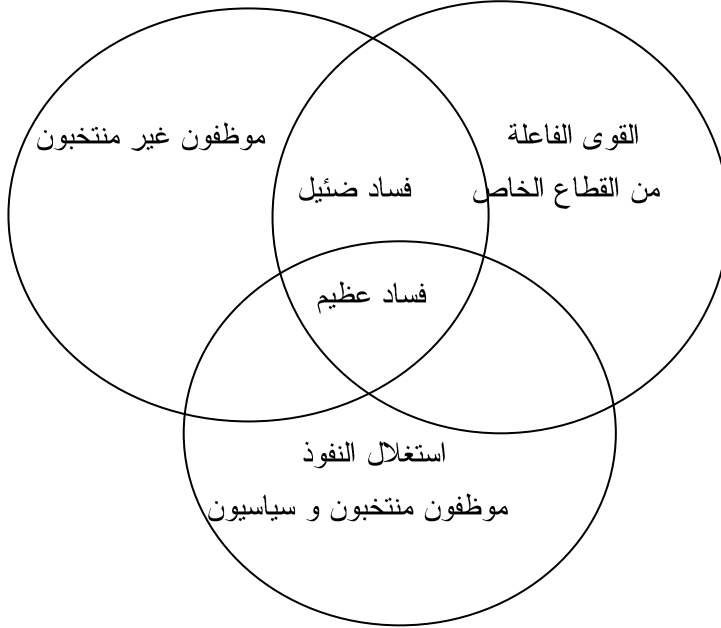 القوى الفاعلة
من القطاع الخاص
موظفون غير منتخبون
فساد ضئيل
فساد عظيم
استغلال النفوذ
موظفون منتخبون و سياسيون